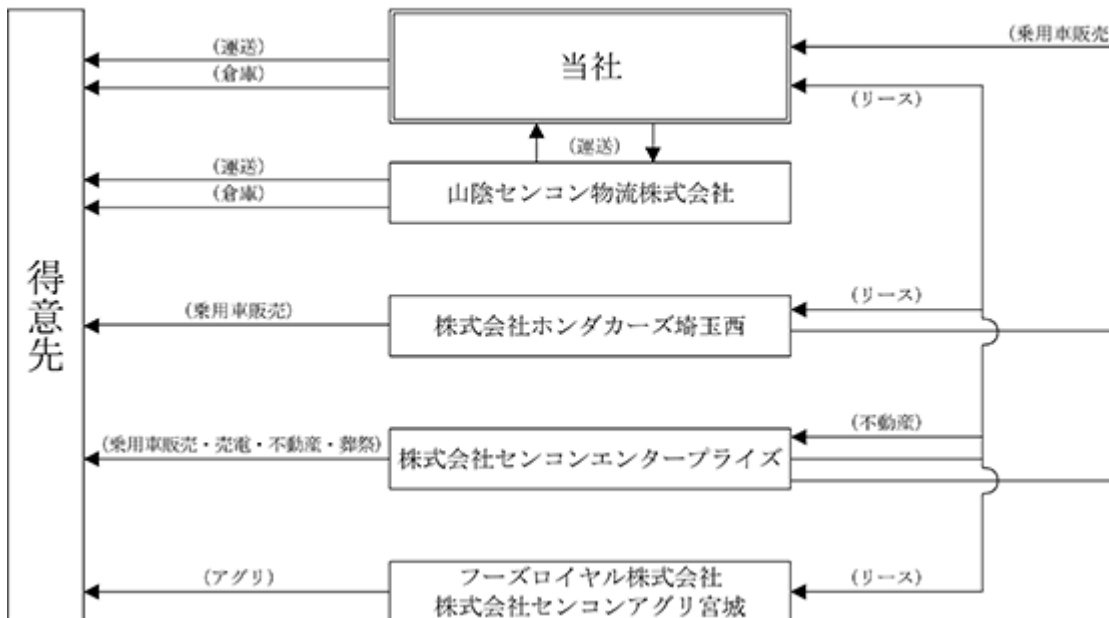 (運送)
(倉庫)
当社
(乗用車販売
(リース)
(運送)
(運送)
(倉庫)
山陰センコン物流株式会社
得意先
(乗用車販売)
株式会社ホンダカーズ埼玉西
(リース)
(乗用車販売・売電・不動産・葬祭)
株式会社センコンエンタープライズ
(不動産)
(アグリ)
フーズロイヤル株式会社
株式会社センコンアグリ宮城
(リース)